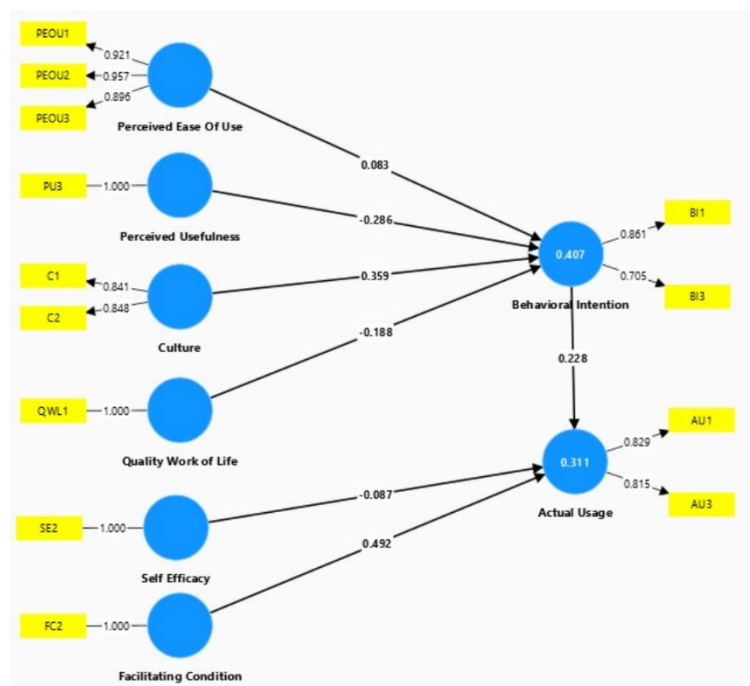 PEOU1
0.921
PEOU2
0.957
PEOU3
0.896
Perceived Ease Of Use
0.083
PU3
1.000
Perceived Usefulness
-0.286
C1
0.841
C2
0.848
Culture
0.359
QWL1
1.000
Quality Work of Life
-0.188
BI1
0.861
0.407
0.705
BI3
Behavioral Intention
0.228
SE2
1.000
Self Efficacy
-0.087
FC2
1.000
Facilitating Condition
0.492
AU1
0.829
0.311
0.815
AU3
Actual Usage